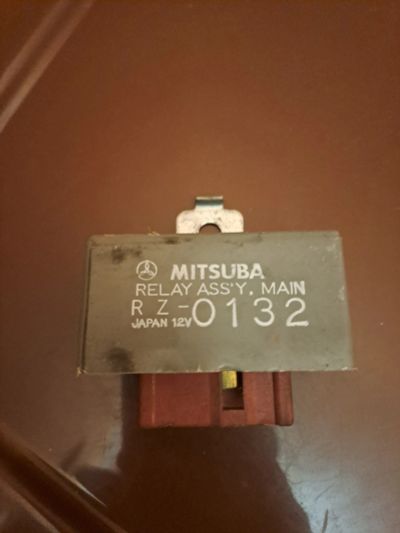 MITSUBA
RELAY ASS'Y. MAIN
RZ-0132
JAPAN 12V